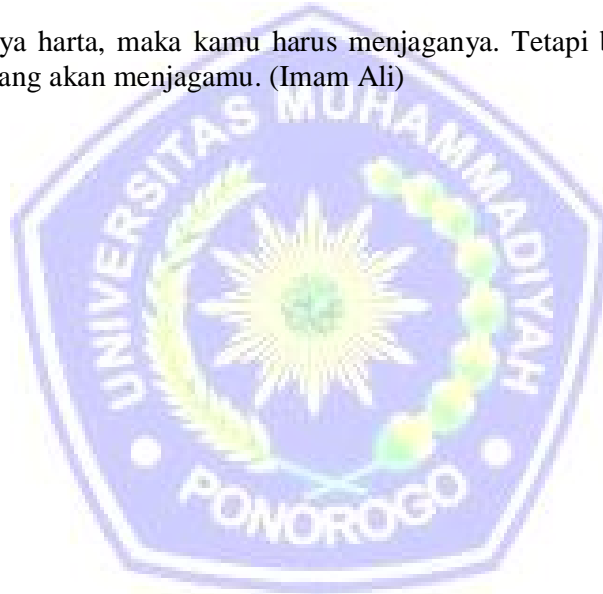 ya harta, maka kamu harus menjaganya. Tetapi b
ang akan menjagamu. (Imam Ali)
UNIVERSITAS MUHAMMADIYAH
PONOROGO